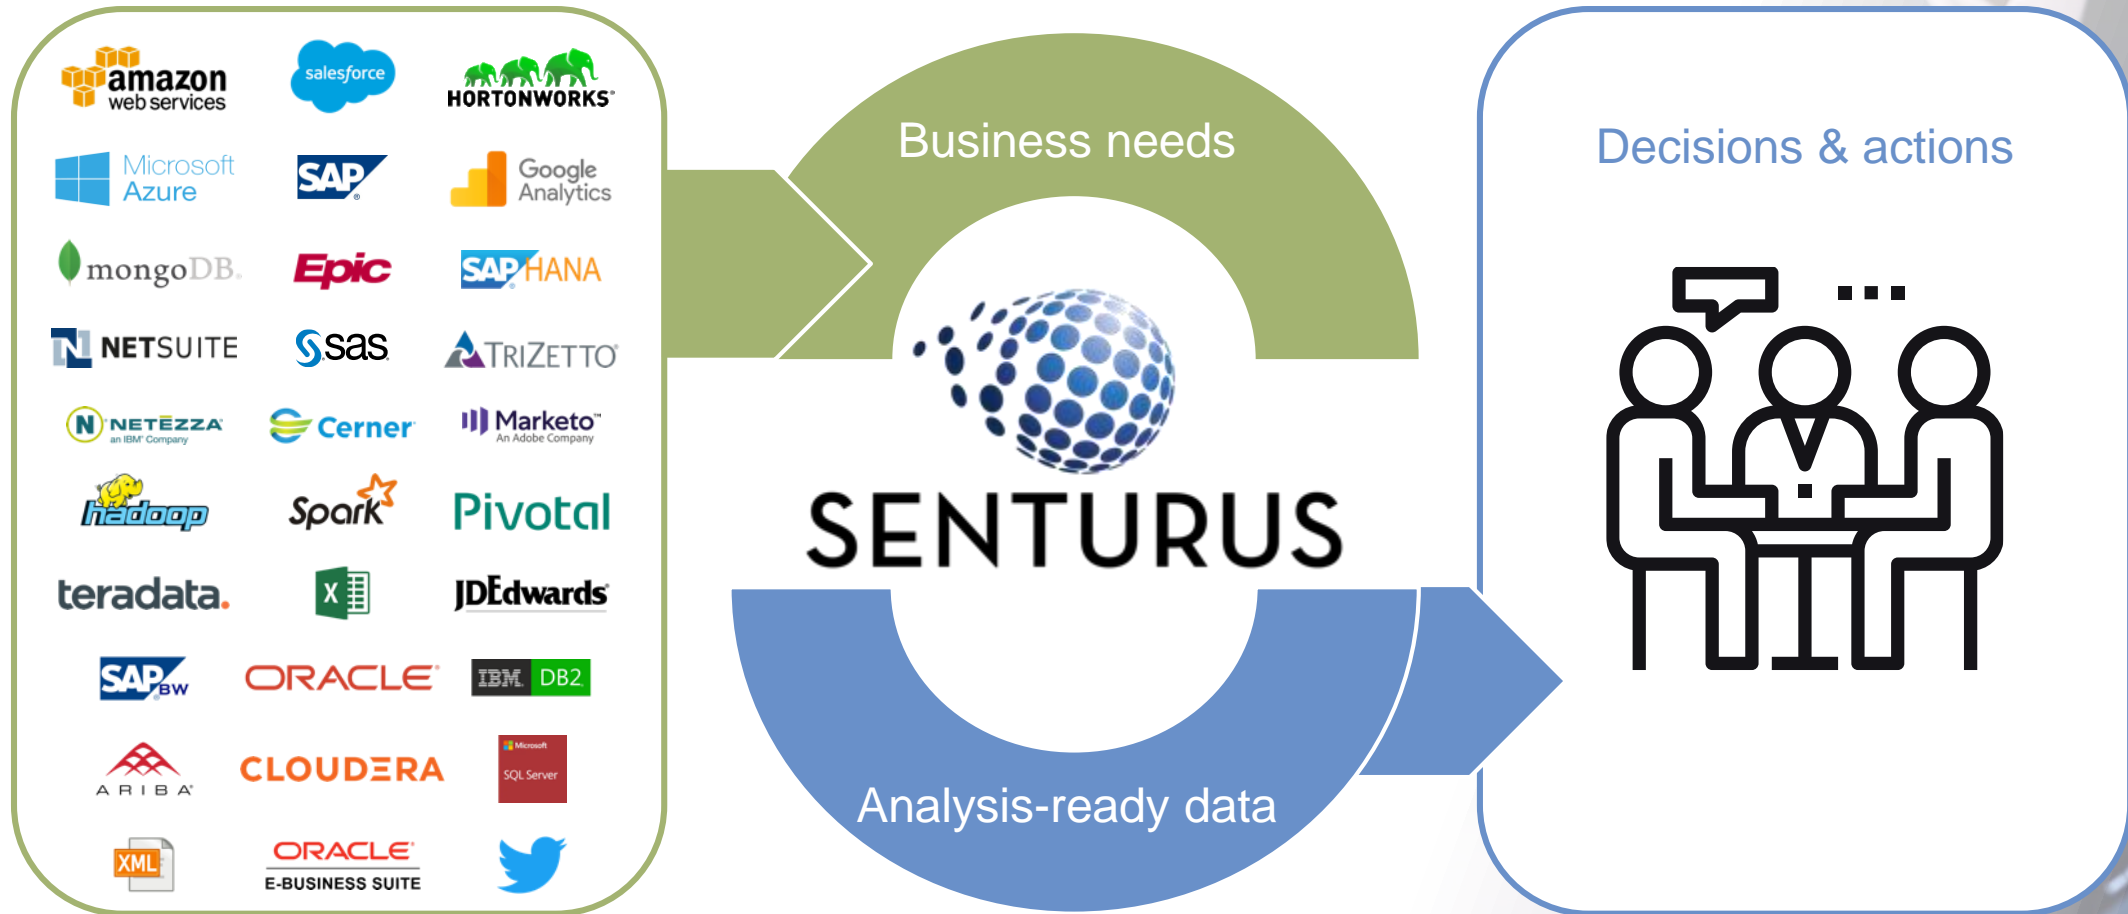 amazon
web services
salesforce
HORTONWORKS®
Microsoft
Azure
SAP®
Google
Analytics
mongoDB®
Epic
SAP® HANA
N NETSUITE
S sas
TRIZETTO®
N NETĒZZA®
an IBM® Company
Cerner
Marketo™
An Adobe Company
hadoop
Spark
Pivotal
teradata.
X
JDEdwards®
SAP® BW
ORACLE®
IBM. DB2.
ARIBA®
CLOUDERA
Microsoft
SQL Server
XML
ORACLE®
E-BUSINESS SUITE
Business needs
SENTURUS
Analysis-ready data
Decisions & actions
...